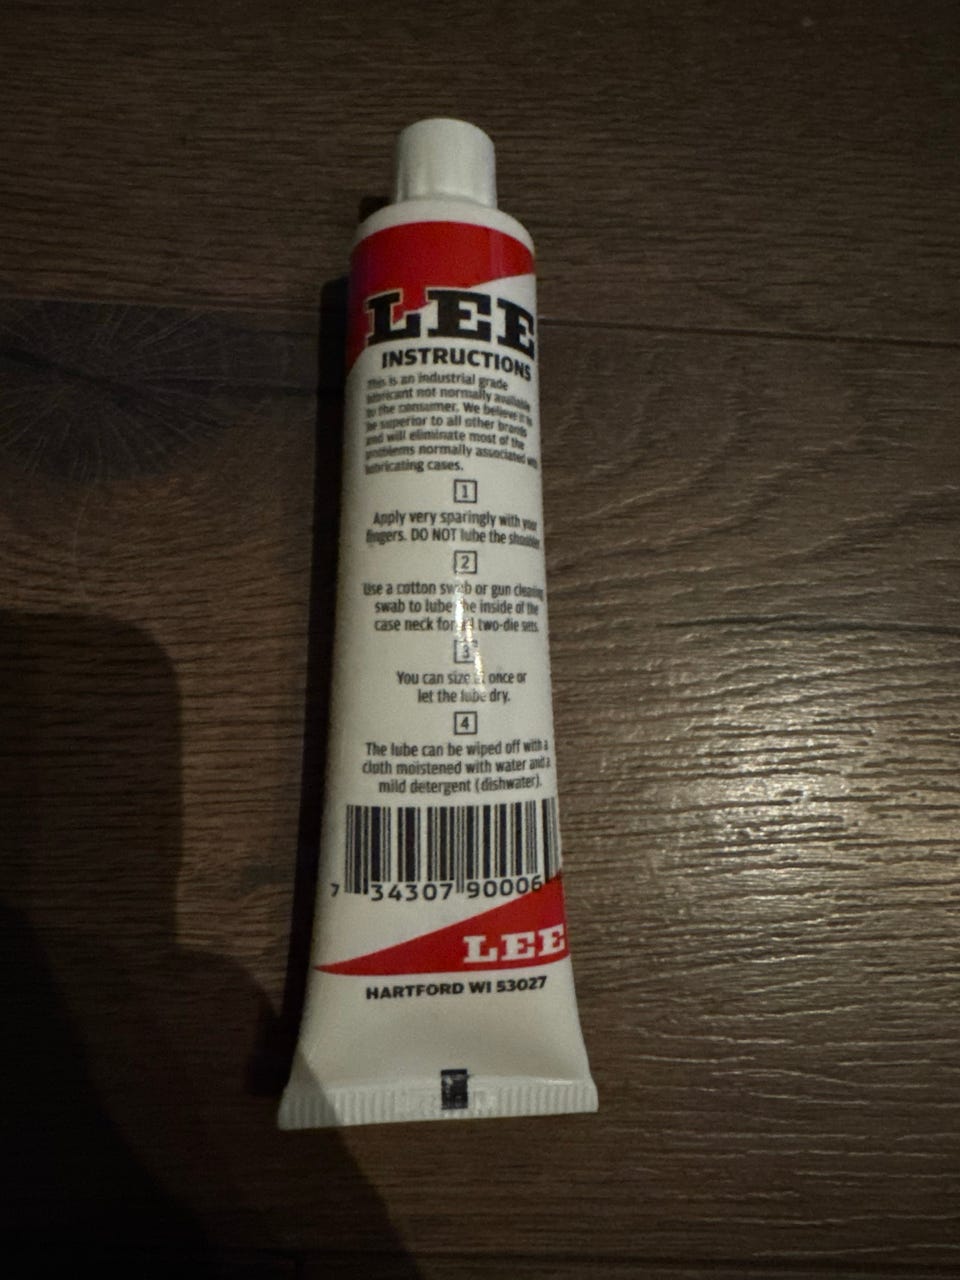 LEE
INSTRUCTIONS
This is an industrial grade
lubricant not normally available
to the consumer. We believe it to
be superior to all other brands
and will eliminate most of the
problems normally associated with
lubricating cases.
1
Apply very sparingly with your
fingers. DO NOT lube the shoulder.
2
Use a cotton swab or gun cleaning
swab to lube the inside of the
case neck for all two-die sets.
3
You can size at once or
let the lube dry.
4
The lube can be wiped off with a
cloth moistened with water and a
mild detergent (dishwater).
7 34307 90006
LEE
HARTFORD WI 53027